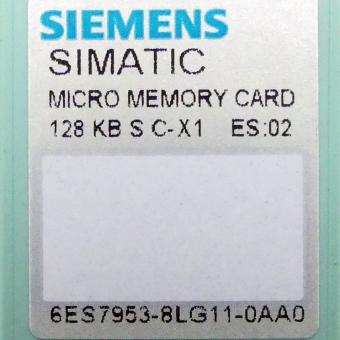 SIEMENS
SIMATIC
MICRO MEMORY CARD
128 KB S C-X1 ES:02
6ES7953-8LG11-0AA0